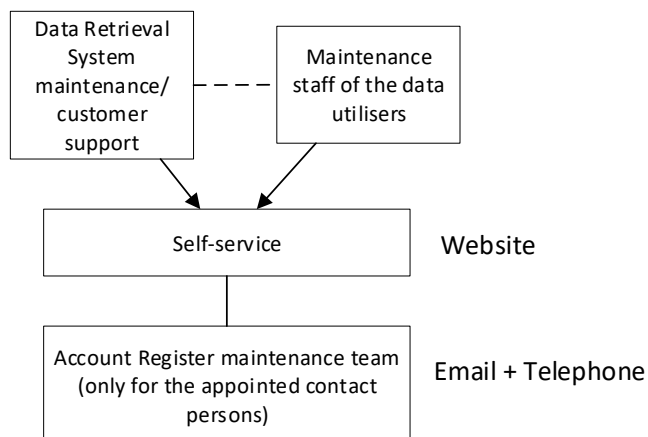 Data Retrieval
System
maintenance/
customer
support
Maintenance
staff of the data
utilisers
Self-service
Website
Account Register maintenance team
(only for the appointed contact
persons)
Email + Telephone